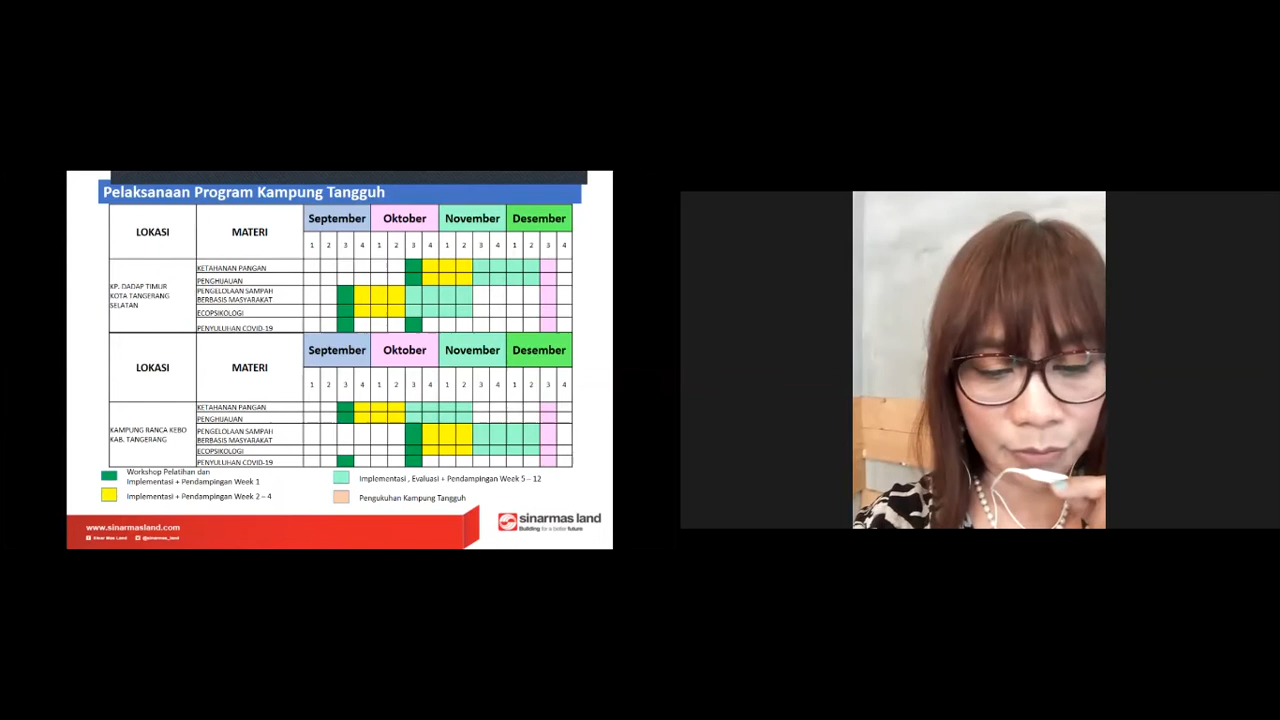 Pelaksanaan Program Kampung Tangguh
LOKASI MATERI September Oktober November Desember
1 2 3 4 1 2 3 4 1 2 3 4 1 2 3 4
KP. DADAP TIMUR
KOTA TANGERANG
SELATAN
KETAHANAN PANGAN
PENGHIJAUAN
PENGELOLAAN SAMPAH
BERBASIS MASYARAKAT
ECOPSIKOLOGI
PENYULUHAN COVID-19
LOKASI MATERI September Oktober November Desember
1 2 3 4 1 2 3 4 1 2 3 4 1 2 3 4
KAMPUNG RANCA KEBO
KAB. TANGERANG
KETAHANAN PANGAN
PENGHIJAUAN
PENGELOLAAN SAMPAH
BERBASIS MASYARAKAT
ECOPSIKOLOGI
PENYULUHAN COVID-19
Workshop Pelatihan dan
Implementasi + Pendampingan Week 1
Implementasi + Pendampingan Week 2 – 4
Implementasi , Evaluasi + Pendampingan Week 5 – 12
Pengukuhan Kampung Tangguh
www.sinarmasland.com
Sinar Mas Land @sinarmas_land
sinarmas land
Building for a better future